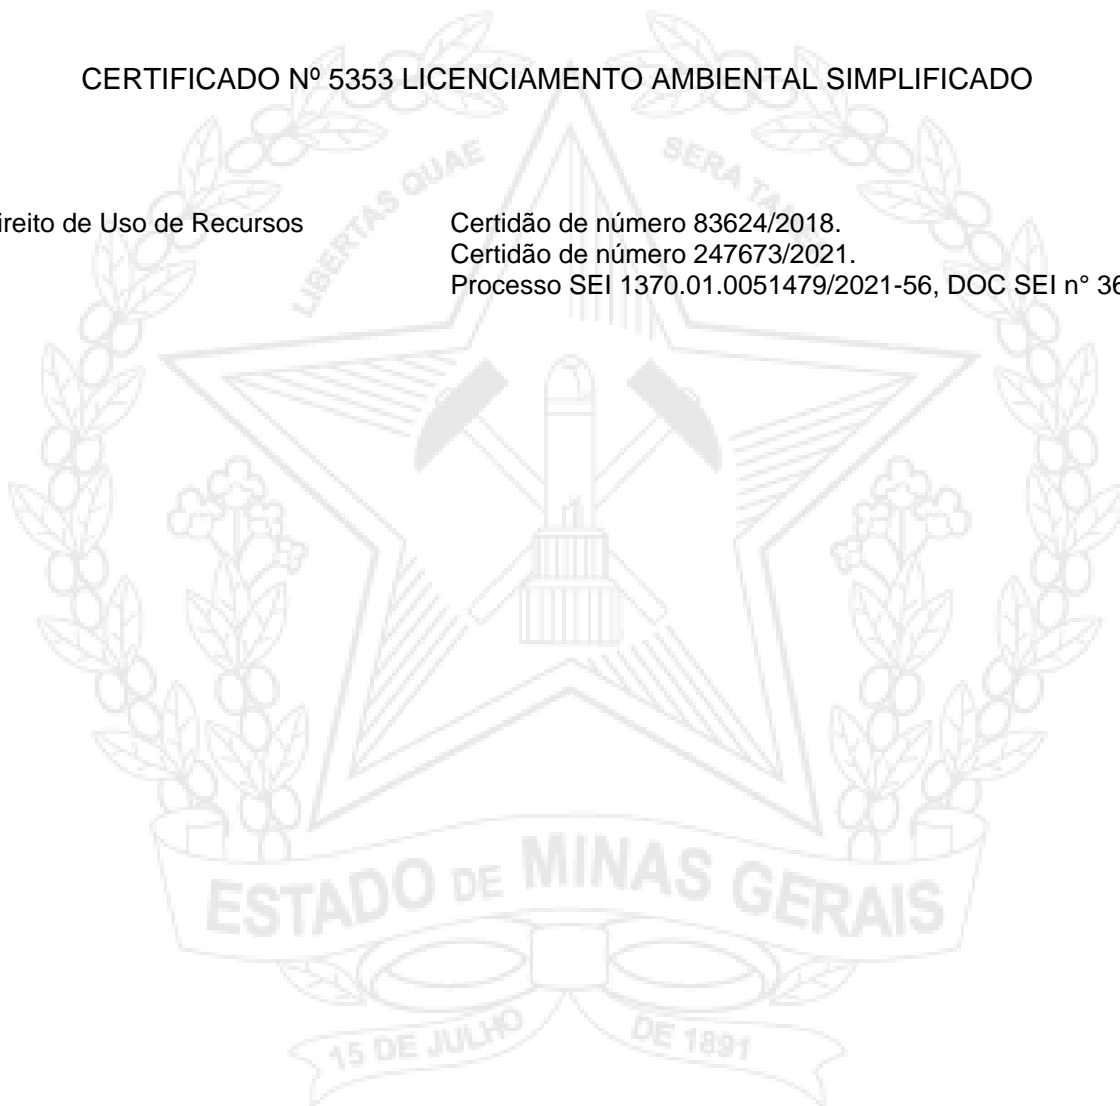 CERTIFICADO Nº 5353 LICENCIAMENTO AMBIENTAL SIMPLIFICADO
LIBERTAS QUAE SERA TAMEN
ireito de Uso de Recursos
Certidão de número 83624/2018.
Certidão de número 247673/2021.
Processo SEI 1370.01.0051479/2021-56, DOC SEI n° 36
ESTADO DE MINAS GERAIS
15 DE JULHO DE 1891